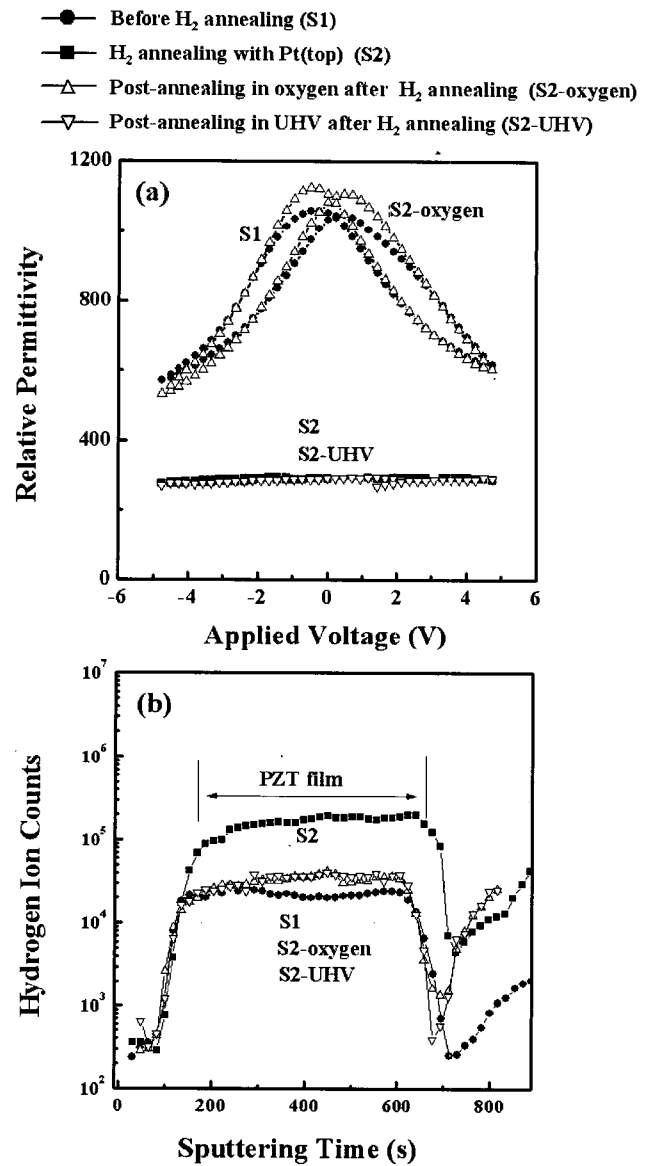 Before H₂ annealing (S1)
H₂ annealing with Pt(top) (S2)
Post-annealing in oxygen after H₂ annealing (S2-oxygen)
Post-annealing in UHV after H₂ annealing (S2-UHV)
1200
(a)
S2-oxygen
S1
800
Relative Permittivity
S2
400
S2-UHV
0
-6 -4 -2 0 2 4 6
Applied Voltage (V)
10⁷
(b)
10⁶
PZT film
10⁵
S2
Hydrogen Ion Counts
10⁴
S1
S2-oxygen
S2-UHV
10³
10²
0 200 400 600 800
Sputtering Time (s)